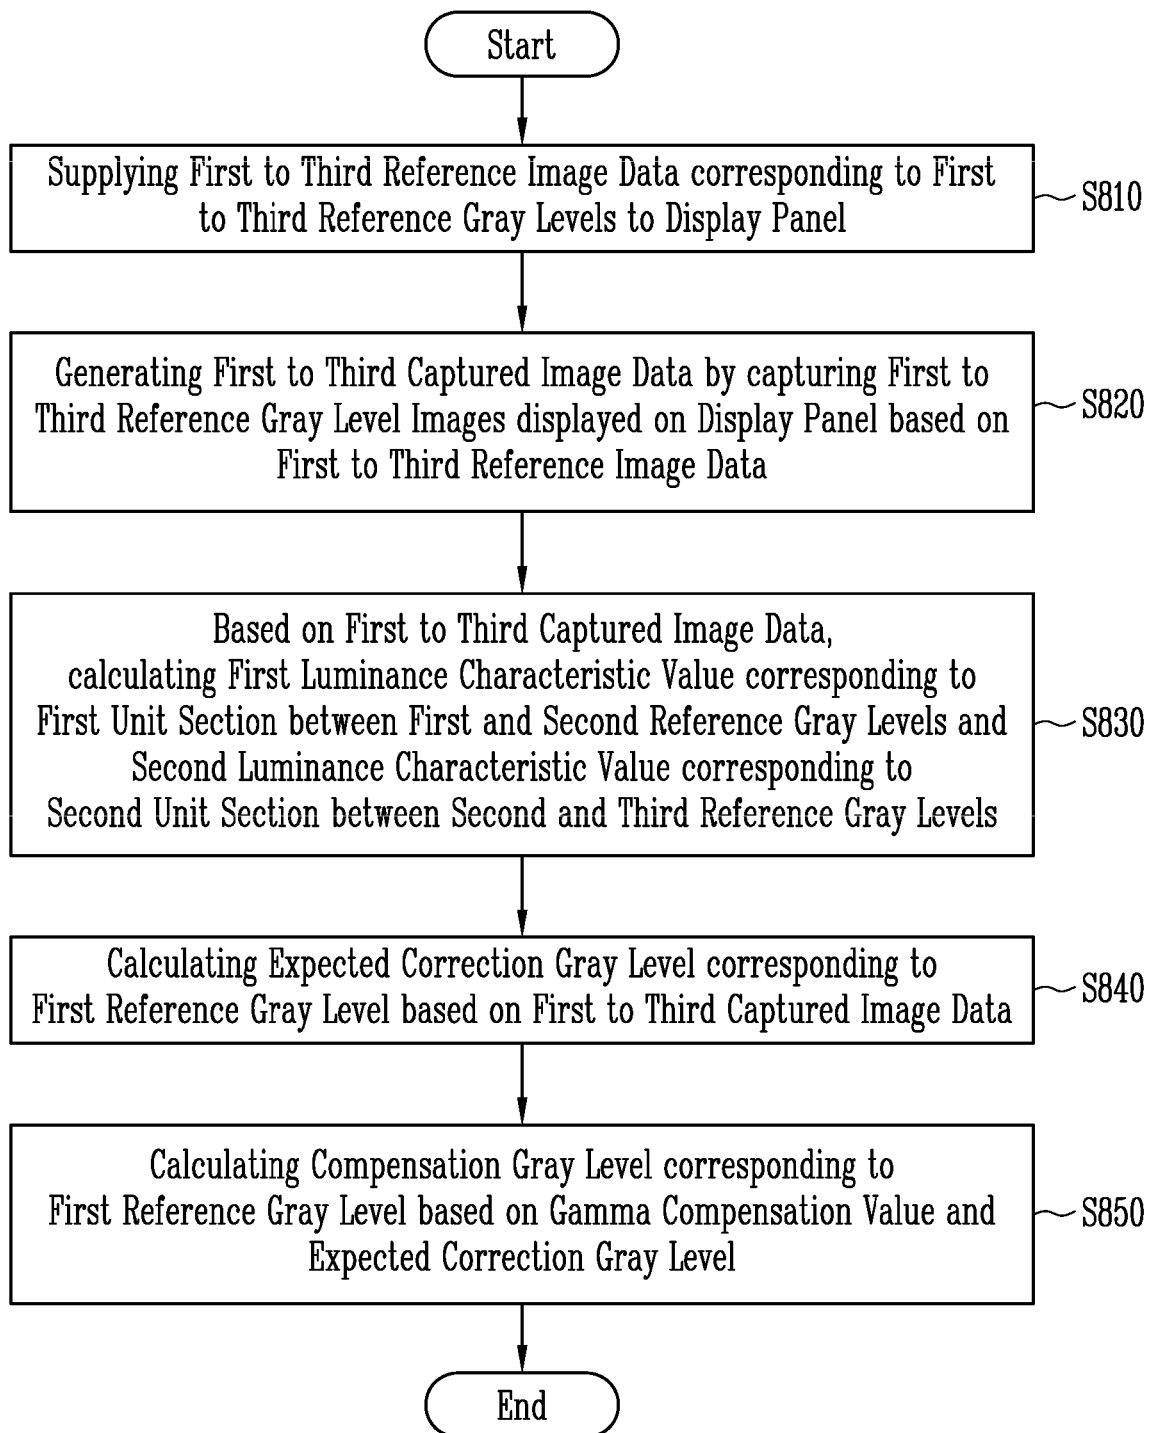 Start
Supplying First to Third Reference Image Data corresponding to First
to Third Reference Gray Levels to Display Panel
S810
Generating First to Third Captured Image Data by capturing First to
Third Reference Gray Level Images displayed on Display Panel based on
First to Third Reference Image Data
S820
Based on First to Third Captured Image Data,
calculating First Luminance Characteristic Value corresponding to
First Unit Section between First and Second Reference Gray Levels and
Second Luminance Characteristic Value corresponding to
Second Unit Section between Second and Third Reference Gray Levels
S830
Calculating Expected Correction Gray Level corresponding to
First Reference Gray Level based on First to Third Captured Image Data
S840
Calculating Compensation Gray Level corresponding to
First Reference Gray Level based on Gamma Compensation Value and
Expected Correction Gray Level
S850
End